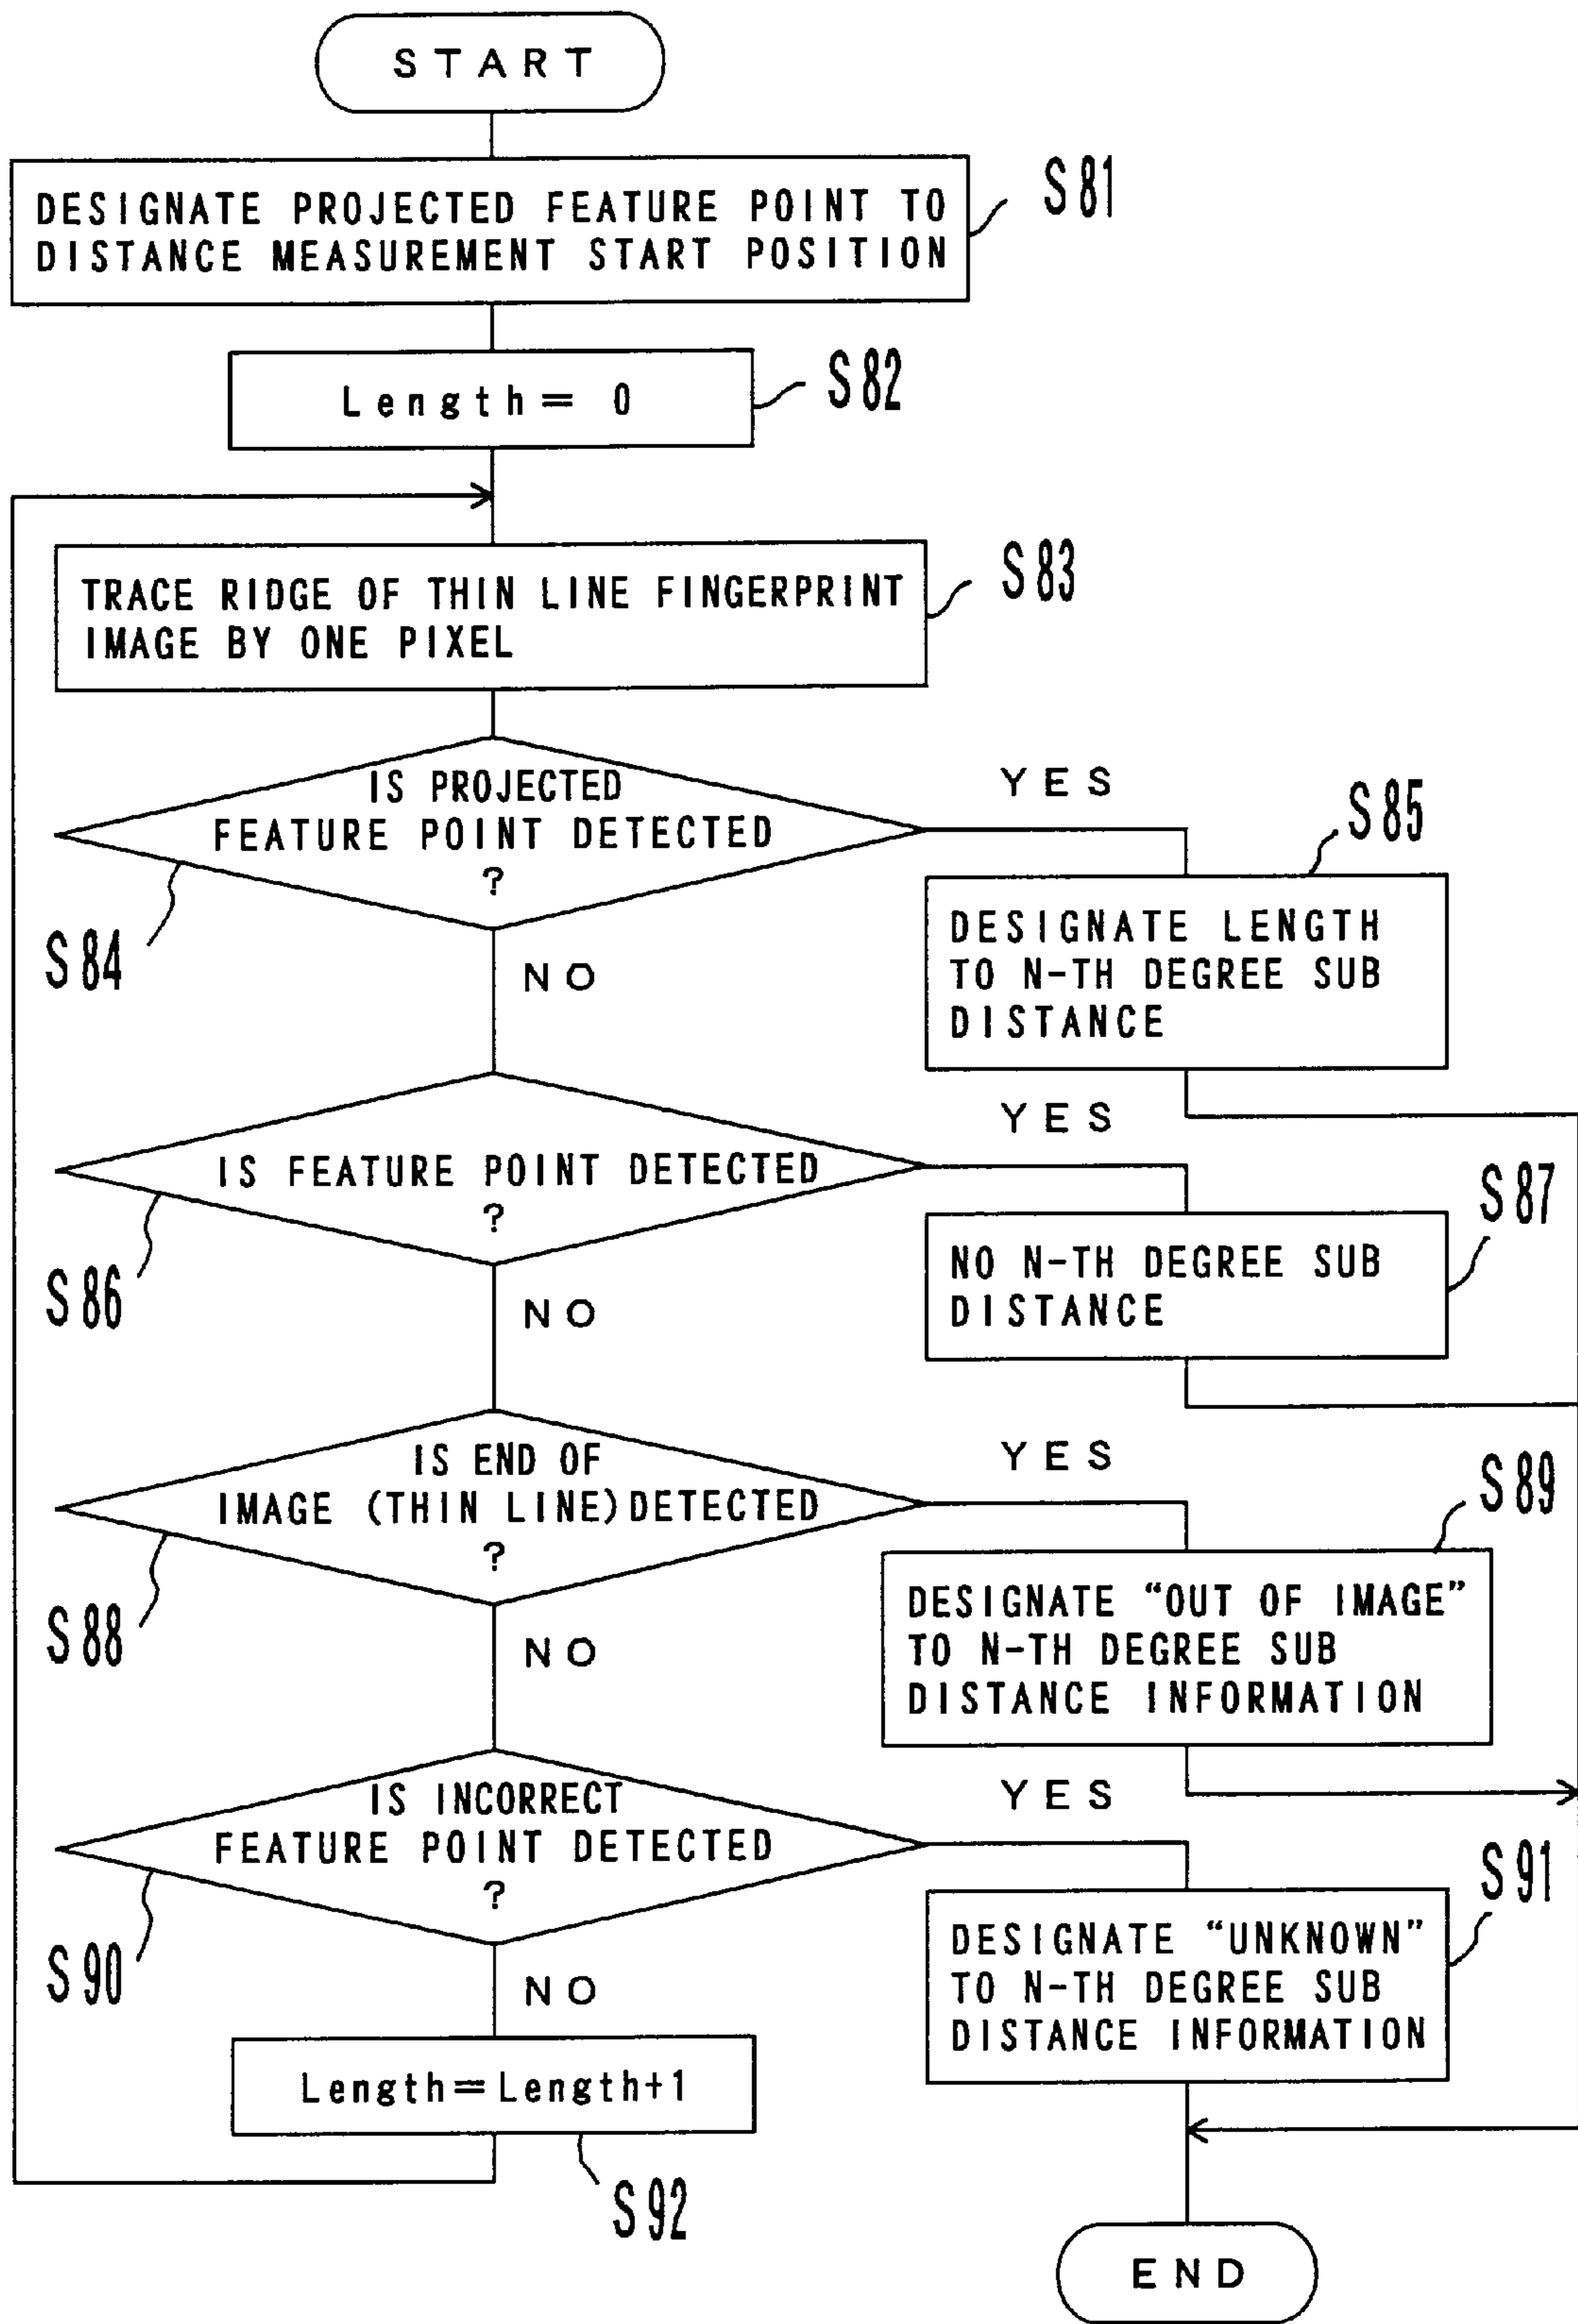 START
DESIGNATE PROJECTED FEATURE POINT TO
DISTANCE MEASUREMENT START POSITION
S81
Length= 0
S82
TRACE RIDGE OF THIN LINE FINGERPRINT
IMAGE BY ONE PIXEL
S83
IS PROJECTED
FEATURE POINT DETECTED
?
S84
YES
NO
DESIGNATE LENGTH
TO N-TH DEGREE SUB
DISTANCE
S85
IS FEATURE POINT DETECTED
?
S86
YES
NO
NO N-TH DEGREE SUB
DISTANCE
S87
IS END OF
IMAGE (THIN LINE)DETECTED
?
S88
YES
NO
DESIGNATE “OUT OF IMAGE”
TO N-TH DEGREE SUB
DISTANCE INFORMATION
S89
IS INCORRECT
FEATURE POINT DETECTED
?
S90
YES
NO
DESIGNATE “UNKNOWN”
TO N-TH DEGREE SUB
DISTANCE INFORMATION
S91
Length=Length+1
S92
END